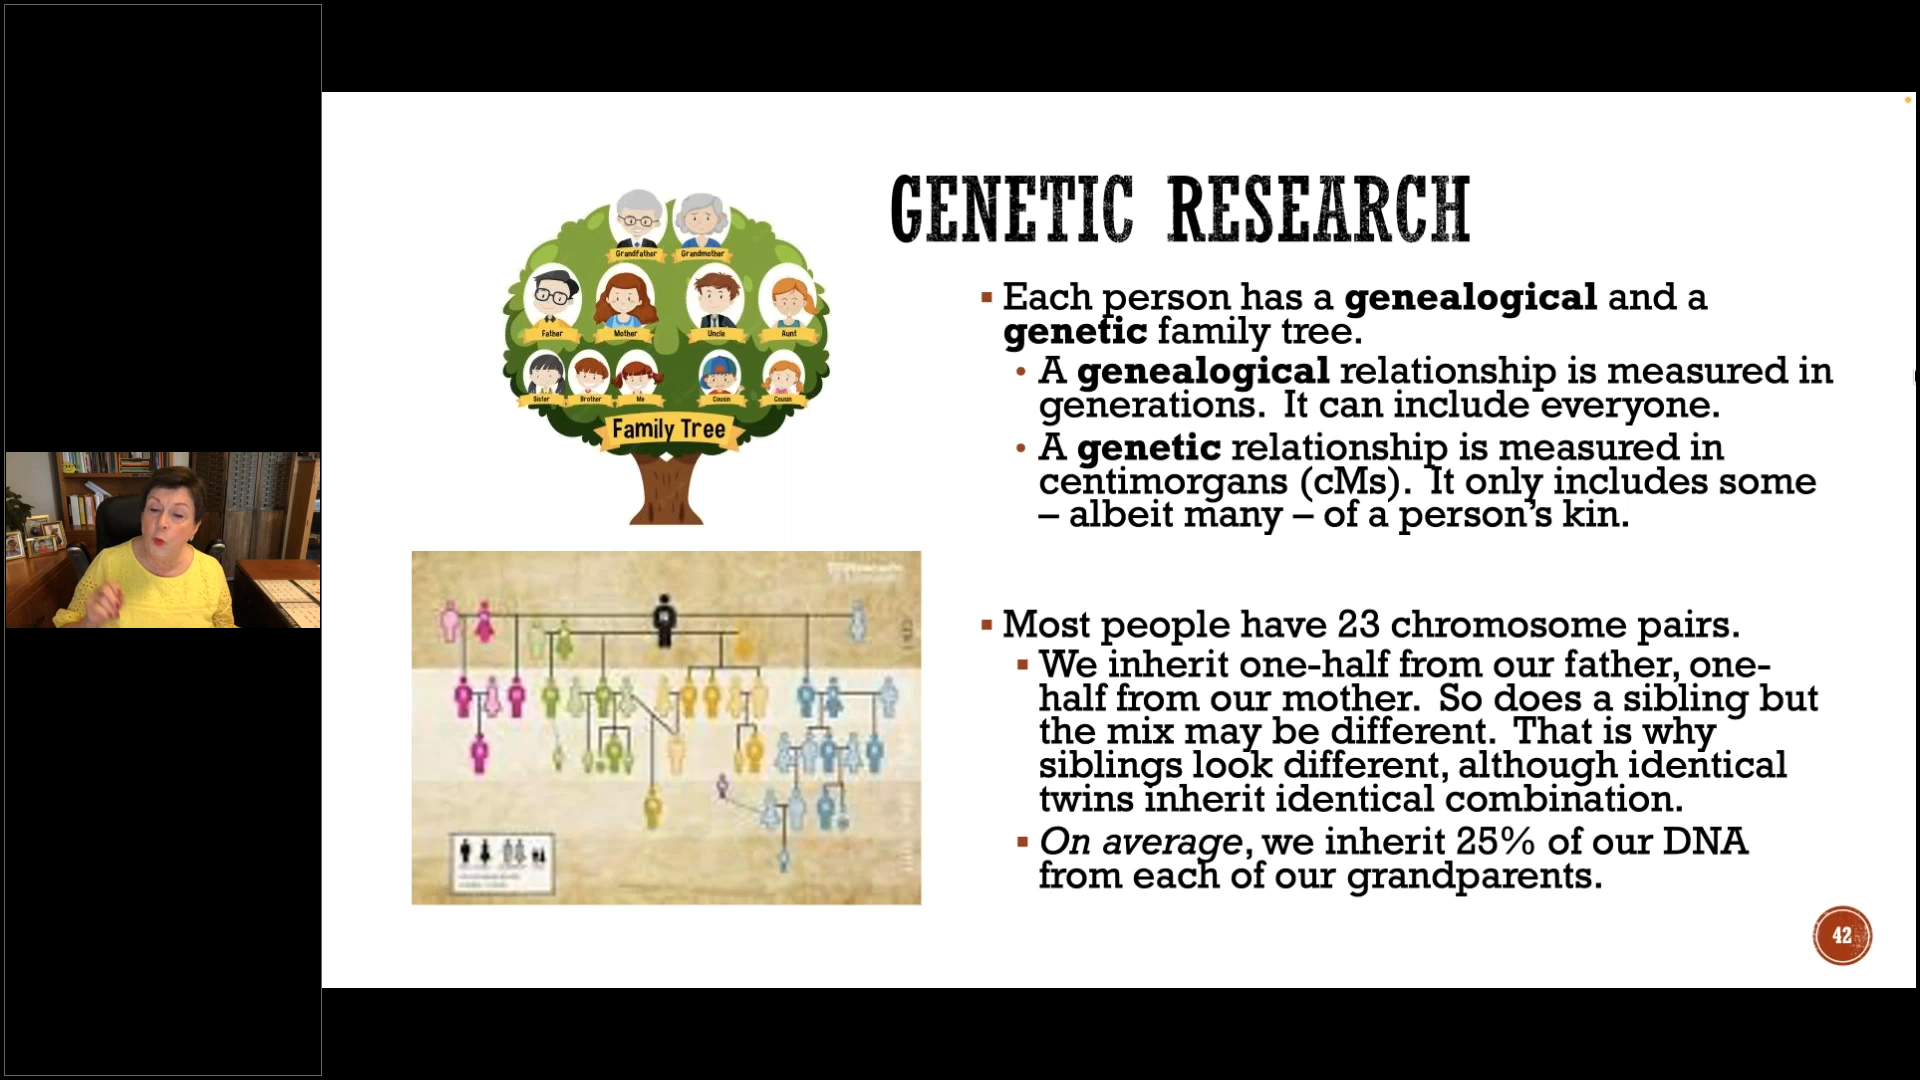 GENETIC RESEARCH
Grandfather Grandmother
Father Mother Uncle Aunt
Sister Brother Me Cousin Cousin
Family Tree
▪ Each person has a genealogical and a
genetic family tree.
• A genealogical relationship is measured in
generations. It can include everyone.
• A genetic relationship is measured in
centimorgans (cMs). It only includes some
– albeit many – of a person's kin.
▪ Most people have 23 chromosome pairs.
▪ We inherit one-half from our father, one-
half from our mother. So does a sibling but
the mix may be different. That is why
siblings look different, although identical
twins inherit identical combination.
▪ On average, we inherit 25% of our DNA
from each of our grandparents.
42